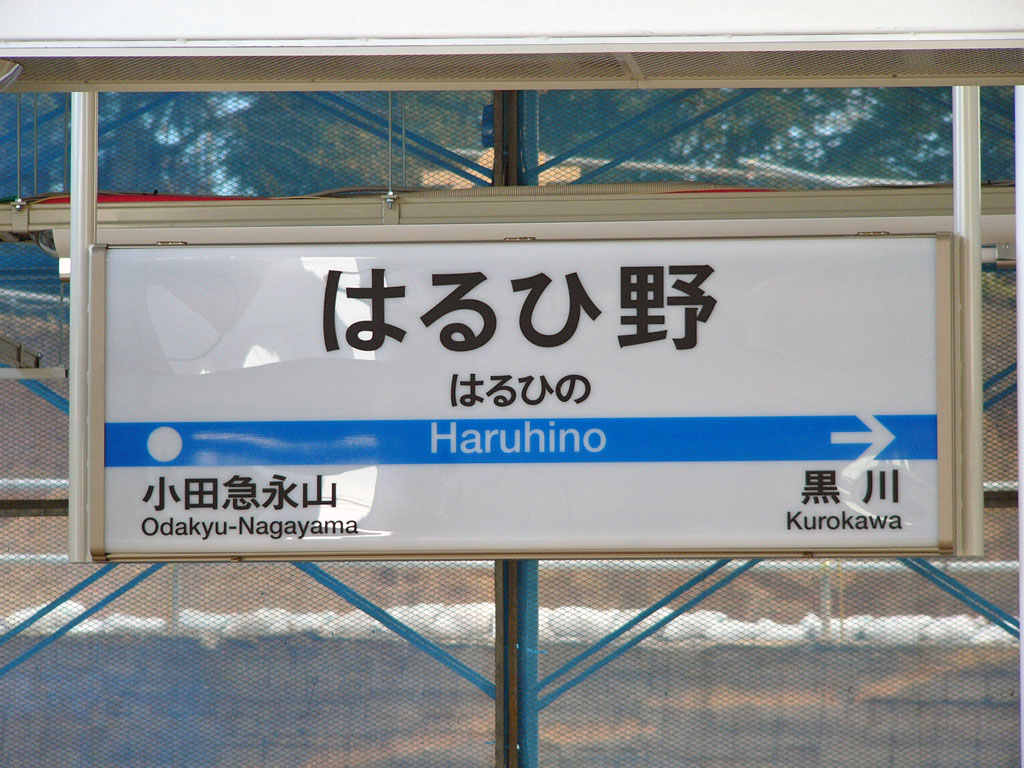 はるひ野
はるひの
Haruhino
小田急永山
Odakyu-Nagayama
黒川
Kurokawa